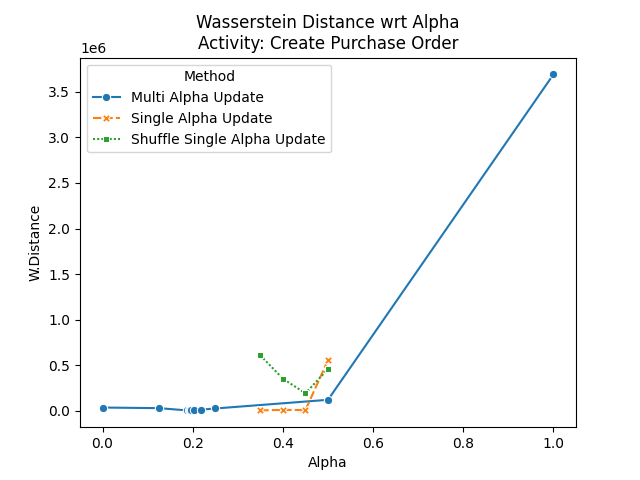 Wasserstein Distance wrt Alpha
Activity: Create Purchase Order
1e6
Method
Multi Alpha Update
Single Alpha Update
Shuffle Single Alpha Update
3.5
3.0
2.5
2.0
1.5
1.0
0.5
0.0
W.Distance
0.0 0.2 0.4 0.6 0.8 1.0
Alpha